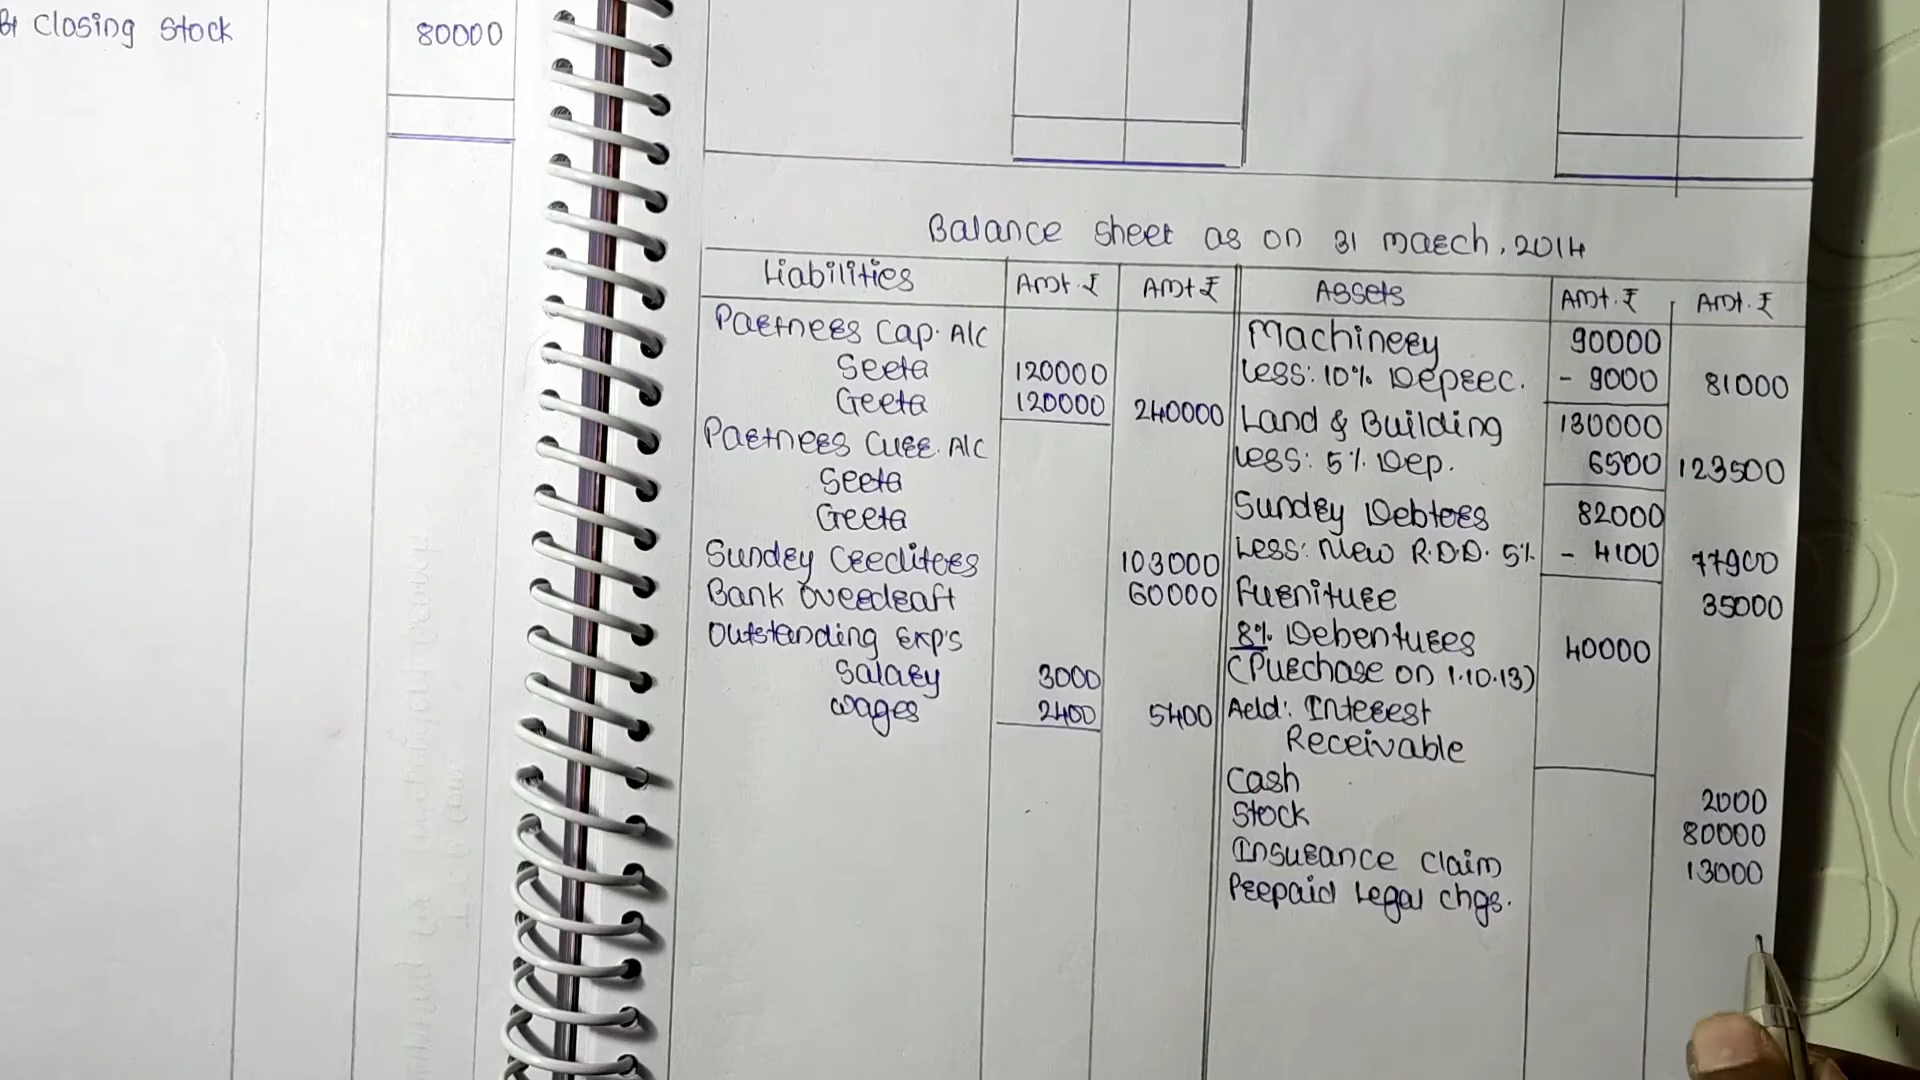 By Closing Stock 80000
Balance sheet as on 31 March, 2014
Liabilities Amt. ₹ Amt ₹ Assets Amt. ₹ Amt. ₹
Partners Cap. A/C
Seeta 120000
Geeta 120000 240000
Partners Curr. A/C
Seeta
Geeta
Sundry Creditors 103000
Bank overdraft 60000
Outstanding Exp's
Salary 3000
Wages 2400 5400
Machinery 90000
Less: 10% Deprec. - 9000 81000
Land & Building 130000
Less: 5% Dep. 6500 123500
Sundry Debtors 82000
Less: New R.D.D. 5% - 4100 77900
Furniture 35000
8% Debentures 40000
(Purchase on 1.10.13)
Add: Interest
Receivable
Cash 2000
Stock 80000
Insurance Claim 13000
Prepaid Legal chgs.